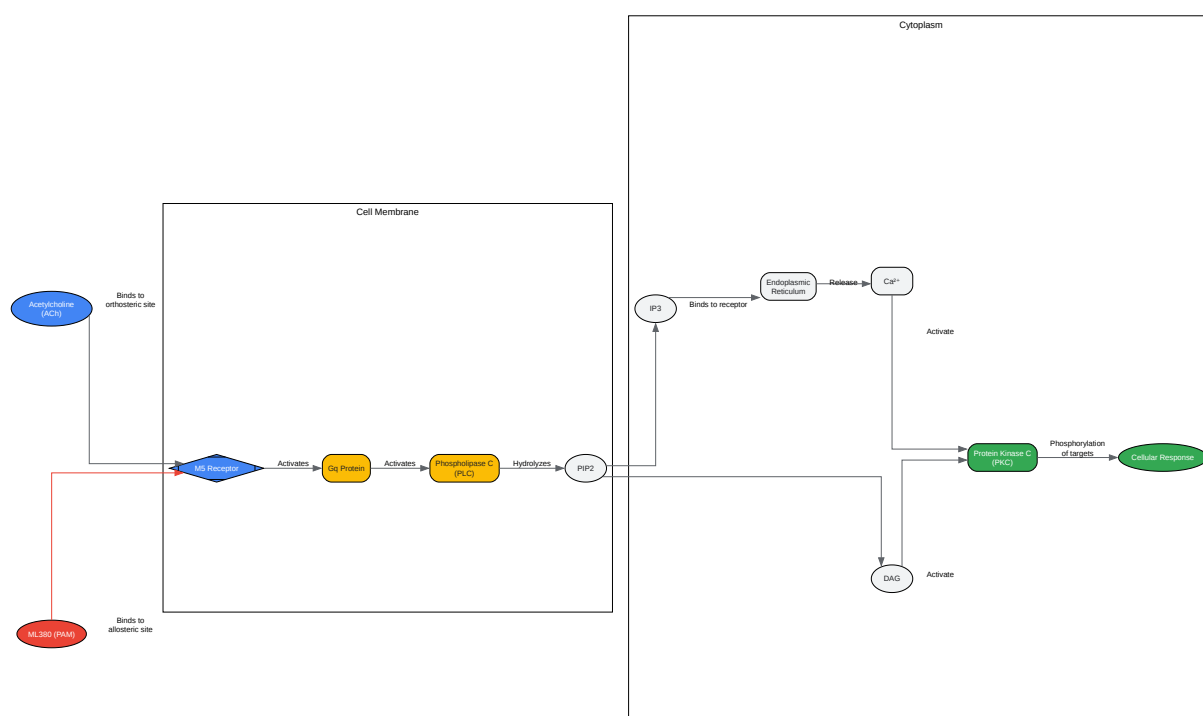 Cytoplasm
Cell Membrane
Acetylcholine
(ACh)
Binds to
orthosteric site
M5 Receptor
Activates
Gq Protein
Activates
Phospholipase C
(PLC)
Hydrolyzes
PIP2
IP3
Binds to receptor
Endoplasmic
Reticulum
Release
Ca²⁺
Activate
Protein Kinase C
(PKC)
Phosphorylation
of targets
Cellular Response
DAG
Activate
ML380 (PAM)
Binds to
allosteric site